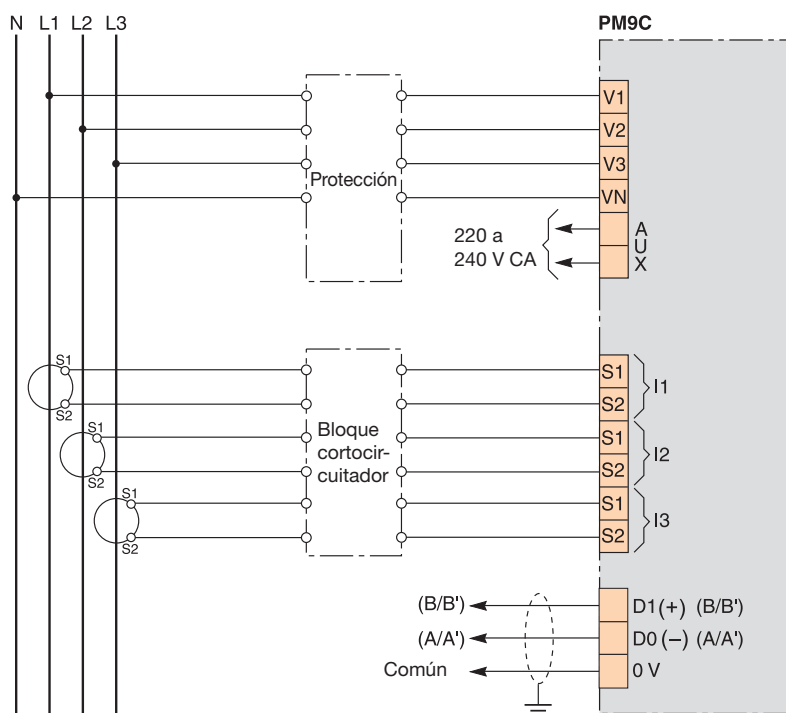 N L1 L2 L3
PM9C
V1
V2
V3
VN
Protección
220 a
240 V CA
A
U
X
S1
S2
S1
S2
S1
S2
Bloque
cortocir-
cuitador
S1
S2
I1
S1
S2
I2
S1
S2
I3
(B/B') D1 (+) (B/B')
(A/A') D0 (−) (A/A')
Común 0 V